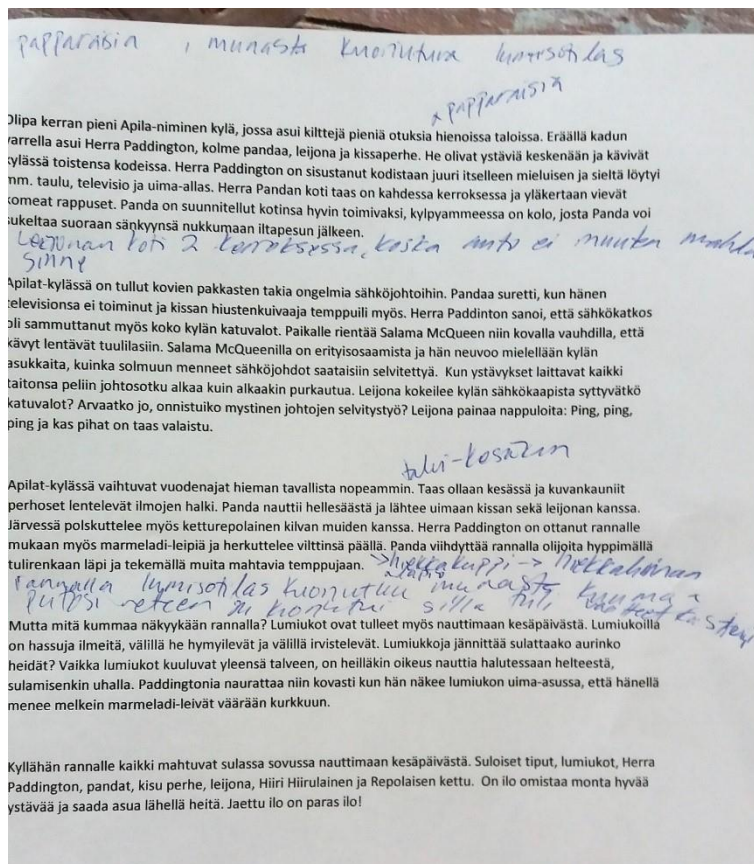 papparaisia , munasta kuoriutuva lumisotilas
papparaisia
Olipa kerran pieni Apila-niminen kylä, jossa asui kilttejä pieniä otuksia hienoissa taloissa. Eräällä kadun
varrella asui Herra Paddington, kolme pandaa, leijona ja kissaperhe. He olivat ystäviä keskenään ja kävivät
kylässä toistensa kodeissa. Herra Paddington on sisustanut kodistaan juuri itselleen mieluisen ja sieltä löytyi
mm. taulu, televisio ja uima-allas. Herra Pandan koti taas on kahdessa kerroksessa ja yläkertaan vievät
komeat rappuset. Panda on suunnitellut kotinsa hyvin toimivaksi, kylpyammeessa on kolo, josta Panda voi
sukeltaa suoraan sänkyynsä nukkumaan iltapesun jälkeen.
Leijonan koti 2 kerroksessa, koska auto ei muuten mahdu
sinne
Apilat-kylässä on tullut kovien pakkasten takia ongelmia sähköjohtoihin. Pandaa suretti, kun hänen
televisionsa ei toiminut ja kissan hiustenkuivaaja temppuili myös. Herra Paddinton sanoi, että sähkökatkos
oli sammuttanut myös koko kylän katuvalot. Paikalle rientää Salama McQueen niin kovalla vauhdilla, että
kävyt lentävät tuulilasiin. Salama McQueenilla on erityisosaamista ja hän neuvoo mielellään kylän
asukkaita, kuinka solmuun menneet sähköjohdot saataisiin selvitettyä. Kun ystävykset laittavat kaikki
taitonsa peliin johtosotku alkaa kuin alkaakin purkautua. Leijona kokeilee kylän sähkökaapista syttyvätkö
katuvalot? Arvaatko jo, onnistuiko mystinen johtojen selvitystyö? Leijona painaa nappuloita: Ping, ping,
ping ja kas pihat on taas valaistu.
talvi-kesään
Apilat-kylässä vaihtuvat vuodenajat hieman tavallista nopeammin. Taas ollaan kesässä ja kuvankauniit
perhoset lentelevät ilmojen halki. Panda nauttii hellesäästä ja lähtee uimaan kissan sekä leijonan kanssa.
Järvessä polskuttelee myös ketturepolainen kilvan muiden kanssa. Herra Paddington on ottanut rannalle
mukaan myös marmeladi-leipiä ja herkuttelee vilttinsä päällä. Panda viihdyttää rannalla olijoita hyppimällä
tulirenkaan läpi ja tekemällä muita mahtavia temppujaan.
rannalla lumisotilas kuoriutuu munasta
putosi veteen ja kuoriutui sillä tuli kuuma
Mutta mitä kummaa näkyykään rannalla? Lumiukot ovat tulleet myös nauttimaan kesäpäivästä. Lumiukoilla
on hassuja ilmeitä, välillä he hymyilevät ja välillä irvistelevät. Lumiukkoja jännittää sulattaako aurinko
heidät? Vaikka lumiukot kuuluvat yleensä talveen, on heilläkin oikeus nauttia halutessaan helteestä,
sulamisenkin uhalla. Paddingtonia naurattaa niin kovasti kun hän näkee lumiukon uima-asussa, että hänellä
menee melkein marmeladi-leivät väärään kurkkuun.
Kyllähän rannalle kaikki mahtuvat sulassa sovussa nauttimaan kesäpäivästä. Suloiset tiput, lumiukot, Herra
Paddington, pandat, kisu perhe, leijona, Hiiri Hiirulainen ja Repolaisen kettu. On ilo omistaa monta hyvää
ystävää ja saada asua lähellä heitä. Jaettu ilo on paras ilo!